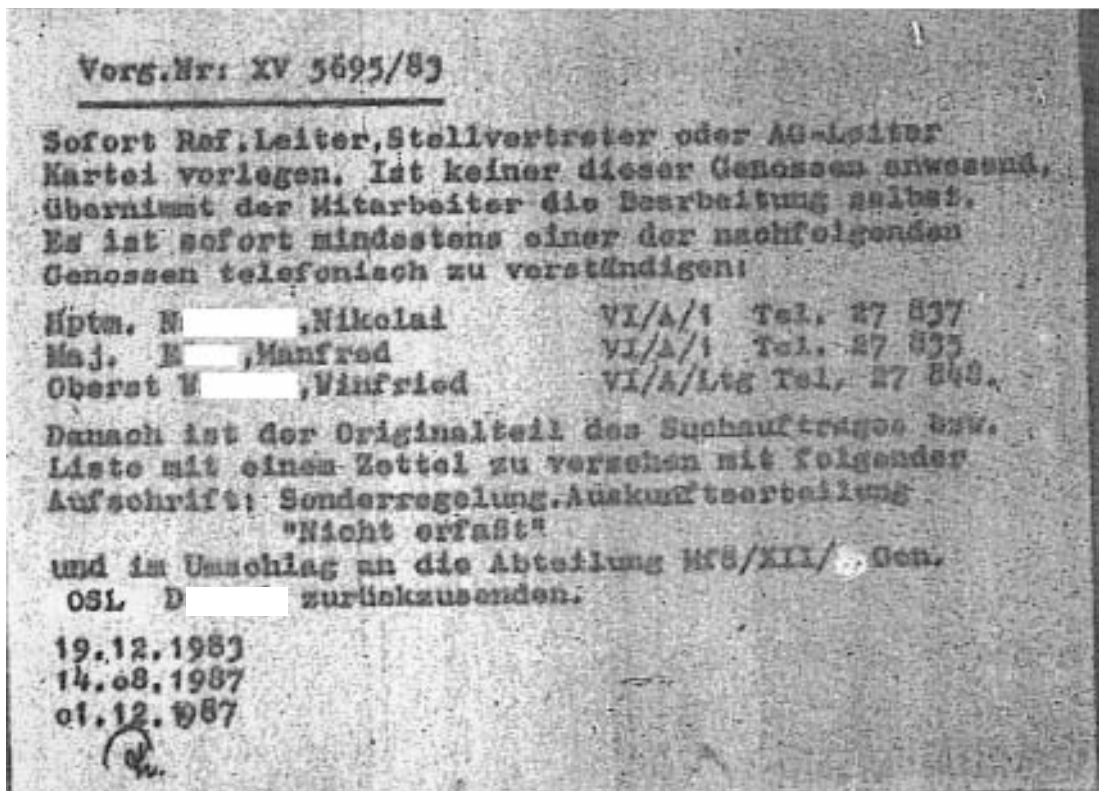 Vorg.Nr: XV 5695/83
Sofort Ref.Leiter,Stellvertreter oder AG-Leiter
Kartei vorlegen. Ist keiner dieser Genossen anwesend,
übernimmt der Mitarbeiter die Bearbeitung selbst.
Es ist sofort mindestens einer der nachfolgenden
Genossen telefonisch zu verständigen:
Hptm. N ,Nikolai VI/A/1 Tel. 27 837
Maj. ,Manfred VI/A/1 Tel. 27 835
Oberst W ,Winfried VI/A/Ltg Tel. 27 848.
Danach ist der Originalteil des Suchauftrages bzw.
Liste mit einem Zettel zu versehen mit folgender
Aufschrift: Sonderregelung.Auskunftserteilung
"Nicht erfaßt"
und im Umschlag an die Abteilung MfS/XII/ Gen.
OSL D zurückzusenden.
19.12.1983
14.08.1987
01.12.1987